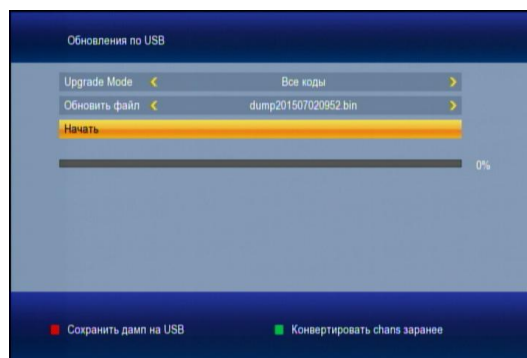 Обновления по USB
Upgrade Mode < Все коды >
Обновить файл < dump201507020952.bin >
Начать
0%
Сохранить дамп на USB Конвертировать chans заранее